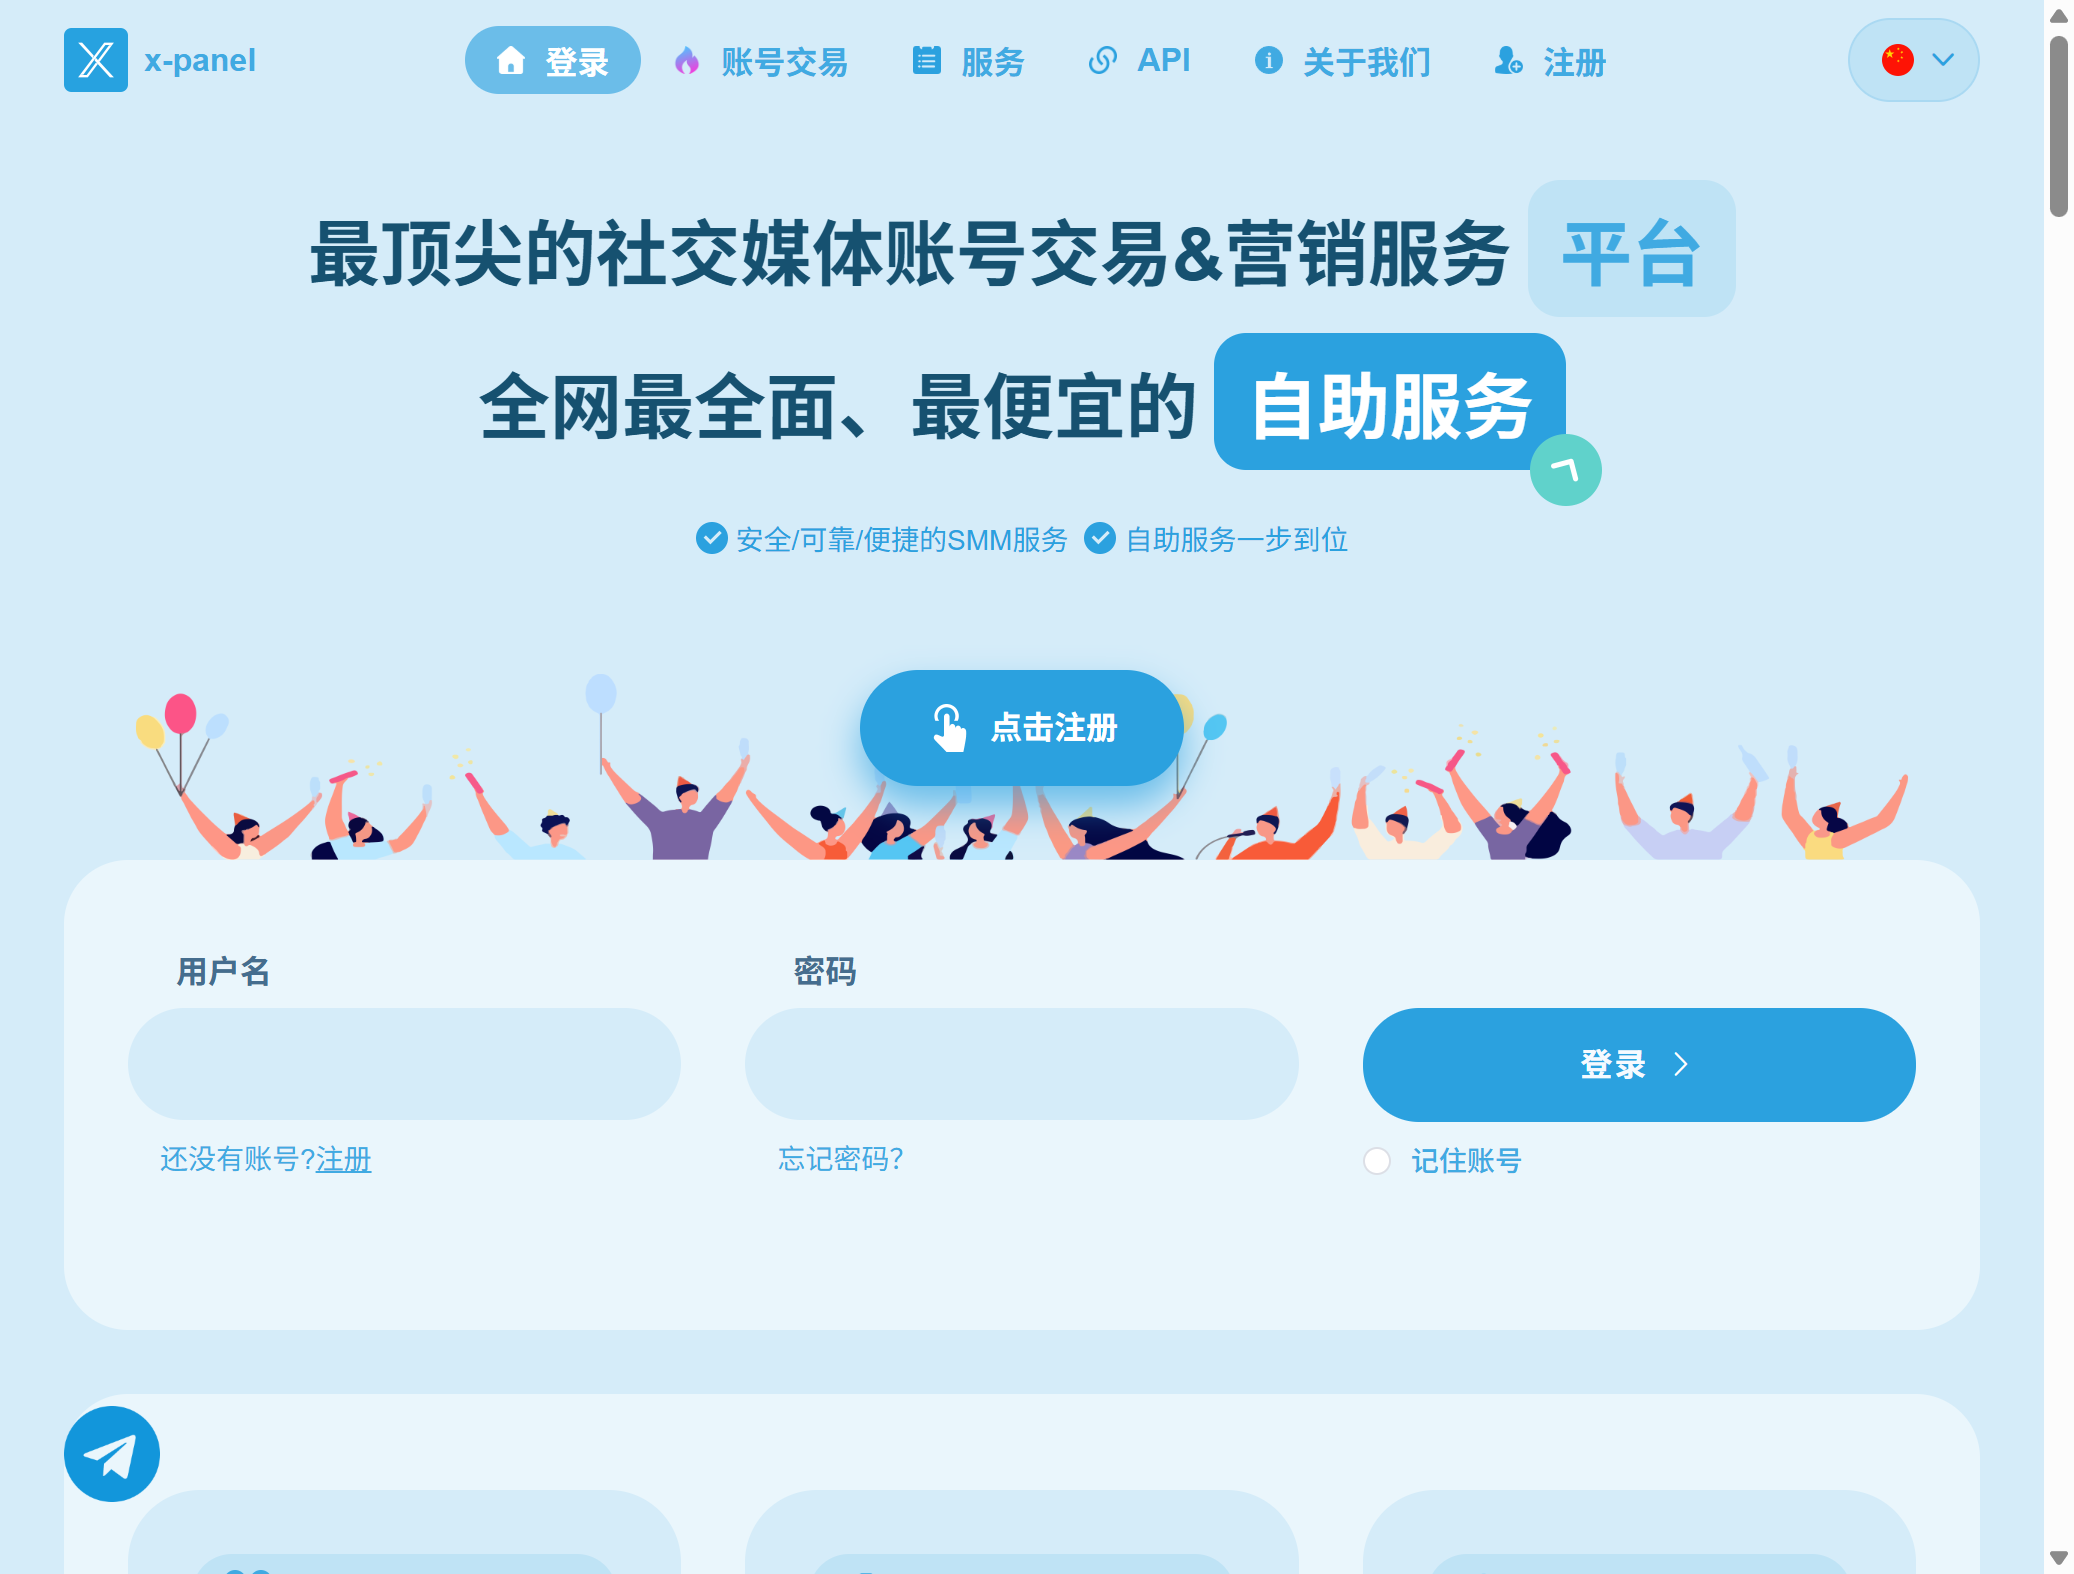 x-panel
登录
账号交易
服务
API
关于我们
注册
最顶尖的社交媒体账号交易&营销服务 平台
全网最全面、最便宜的 自助服务
安全/可靠/便捷的SMM服务 自助服务一步到位
点击注册
用户名
密码
登录
还没有账号?注册
忘记密码?
记住账号